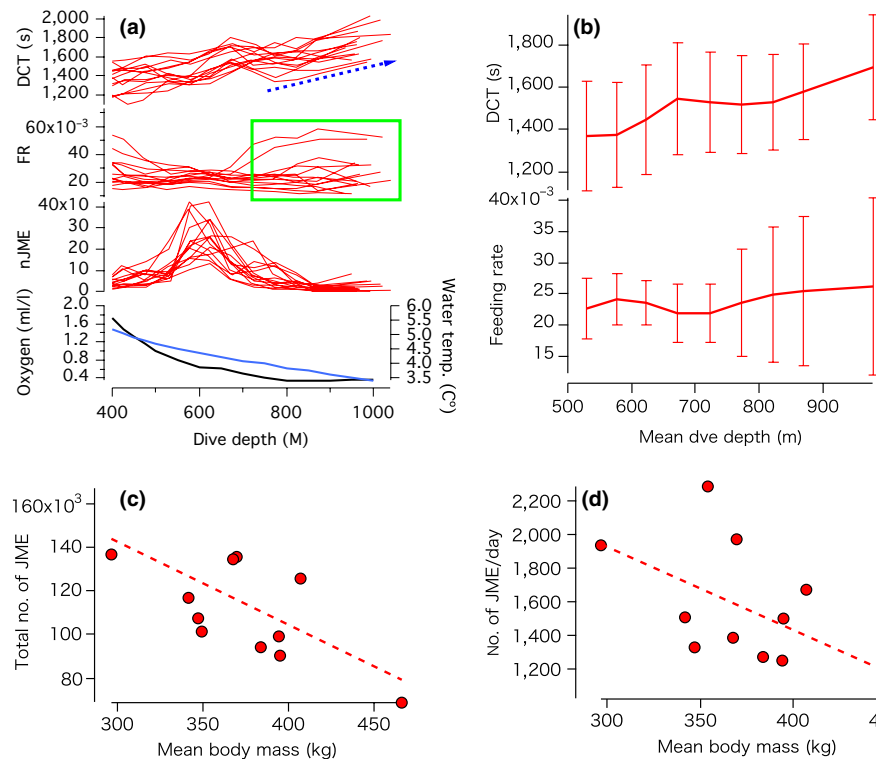 (a)
2,000
1,800
1,600
1,400
1,200
DCT (s)
60x10⁻³
40
20
FR
40x10
30
20
10
0
nJME
2.0
1.6
1.2
0.8
0.4
Oxygen (ml/l)
6.0
5.5
5.0
4.5
4.0
3.5
Water temp. (C°)
400
600
800
1000
Dive depth (M)
(b)
1,800
1,600
1,400
1,200
DCT (s)
40x10⁻³
35
30
25
20
15
Feeding rate
500
600
700
800
900
Mean dve depth (m)
(c)
160x10³
140
120
100
80
Total no. of JME
300
350
400
450
Mean body mass (kg)
(d)
2,200
2,000
1,800
1,600
1,400
1,200
No. of JME/day
300
350
400
4
Mean body mass (kg)